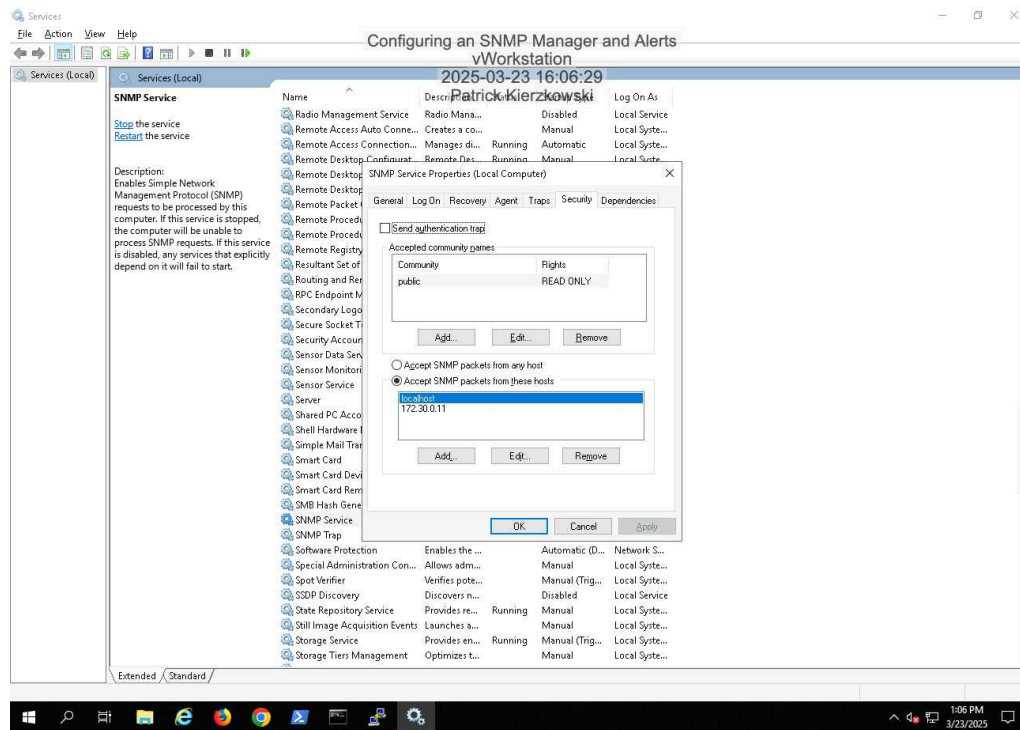 Services
File Action View Help
Configuring an SNMP Manager and Alerts
vWorkstation
2025-03-23 16:06:29
Patrick Kierzkowski
Services (Local)
Services (Local)
SNMP Service
Stop the service
Restart the service
Description:
Enables Simple Network
Management Protocol (SNMP)
requests to be processed by this
computer. If this service is stopped,
the computer will be unable to
process SNMP requests. If this service
is disabled, any services that explicitly
depend on it will fail to start.
Name Log On As
Radio Management Service Radio Mana... Disabled Local Service
Remote Access Auto Conne... Creates a co... Manual Local Syste...
Remote Access Connection... Manages di... Running Automatic Local Syste...
Remote Desktop Configurat... Remote Des... Running Manual Local Syste...
Remote Desktop
Remote Desktop
Remote Packet
Remote Procedu
Remote Procedu
Remote Registry
Resultant Set of
Routing and Rem
RPC Endpoint M
Secondary Logo
Secure Socket T
Security Accoun
Sensor Data Serv
Sensor Monitori
Sensor Service
Server
Shared PC Acco
Shell Hardware
Simple Mail Tran
Smart Card
Smart Card Devi
Smart Card Rem
SMB Hash Gene
SNMP Service
SNMP Trap
Software Protection Enables the ... Automatic (D... Network S...
Special Administration Con... Allows adm... Manual Local Syste...
Spot Verifier Verifies pote... Manual (Trig... Local Syste...
SSDP Discovery Discovers n... Disabled Local Service
State Repository Service Provides re... Running Manual Local Syste...
Still Image Acquisition Events Launches a... Manual Local Syste...
Storage Service Provides en... Running Manual (Trig... Local Syste...
Storage Tiers Management Optimizes t... Manual Local Syste...
SNMP Service Properties (Local Computer)
General Log On Recovery Agent Traps Security Dependencies
Send authentication trap
Accepted community names
Community Rights
public READ ONLY
Add... Edit... Remove
Accept SNMP packets from any host
Accept SNMP packets from these hosts
localhost
172.30.0.11
Add... Edit... Remove
OK Cancel Apply
Extended Standard
1:06 PM
3/23/2025